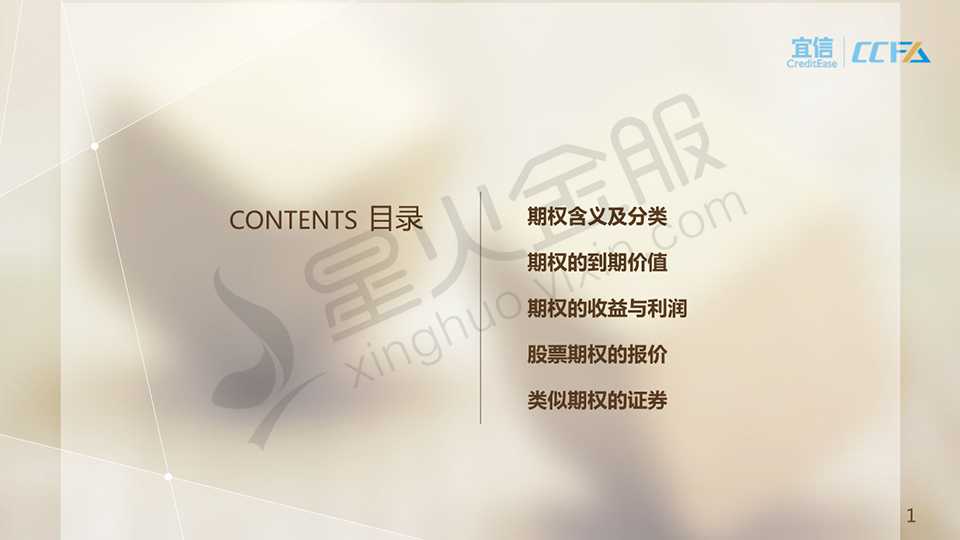 宜信
CreditEase
CCFA
星火金服
xinghuo.yixin.com
CONTENTS 目录
期权含义及分类
期权的到期价值
期权的收益与利润
股票期权的报价
类似期权的证券
1